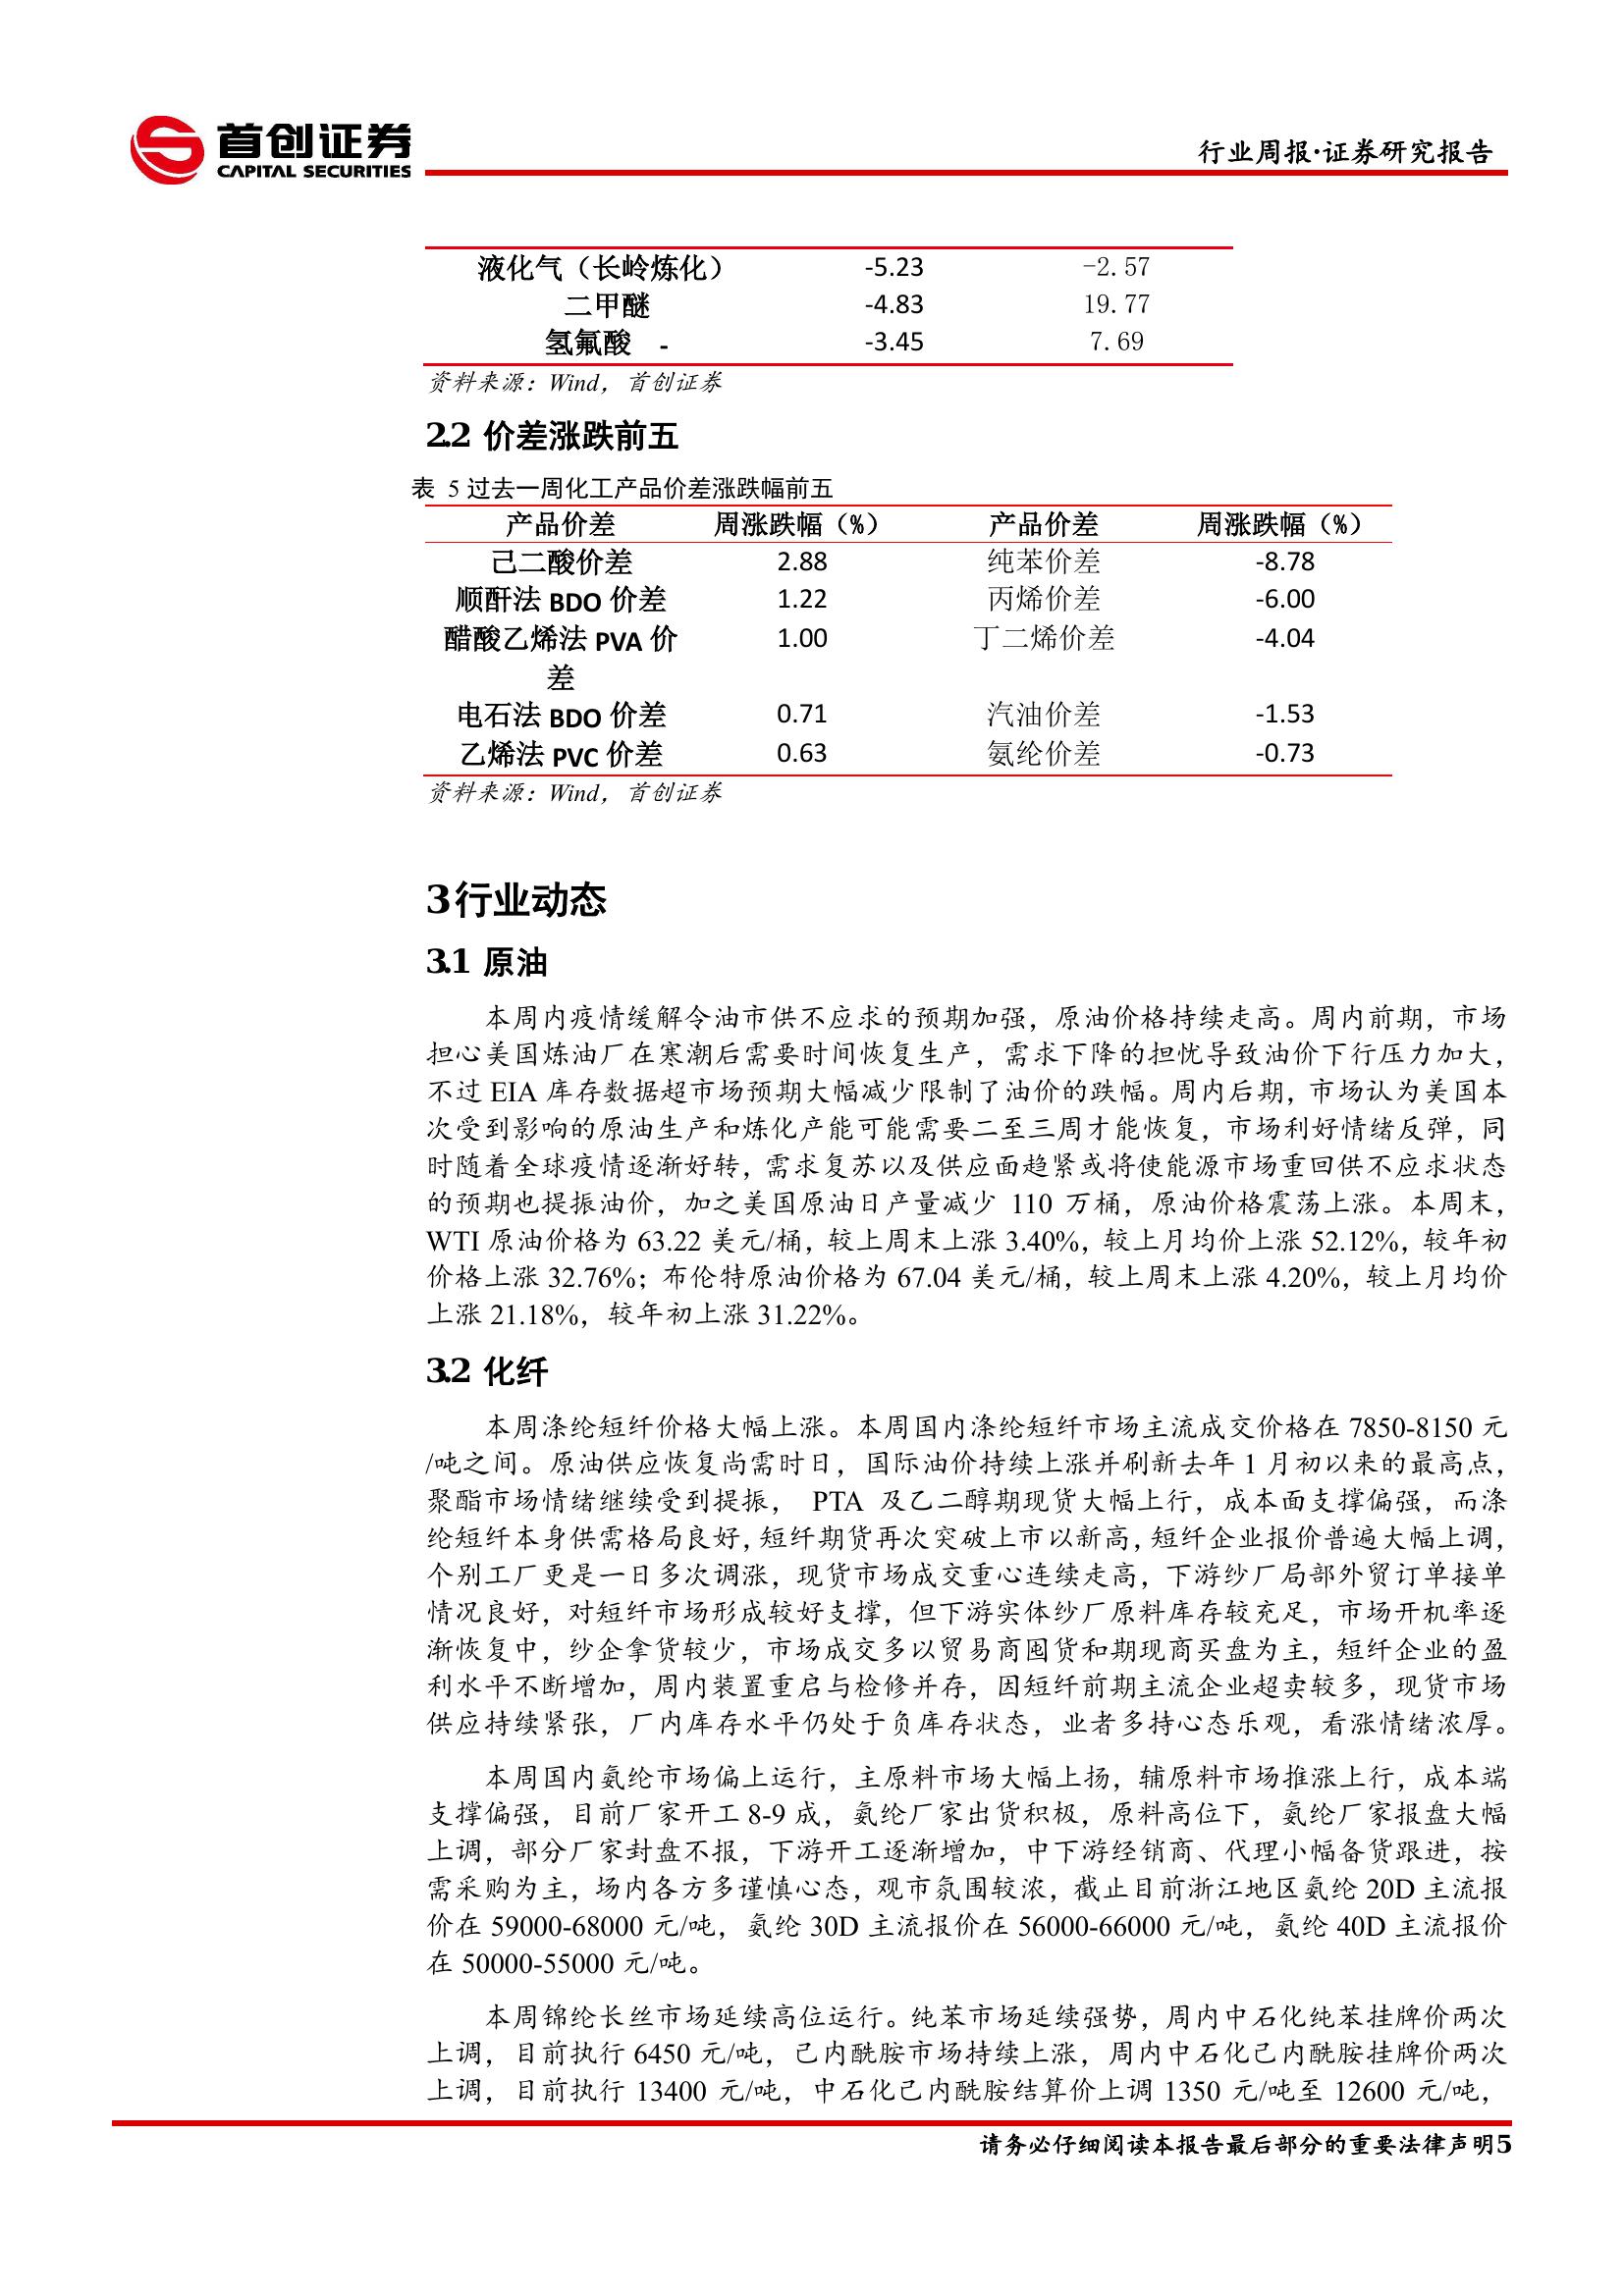 首创证券
CAPITAL SECURITIES
行业周报·证券研究报告
液化气（长岭炼化） -5.23 -2.57
二甲醚 -4.83 19.77
氢氟酸 - -3.45 7.69
资料来源：Wind，首创证券
2.2 价差涨跌前五
表 5 过去一周化工产品价差涨跌幅前五
产品价差 周涨跌幅（%） 产品价差 周涨跌幅（%）
己二酸价差 2.88 纯苯价差 -8.78
顺酐法 BDO 价差 1.22 丙烯价差 -6.00
醋酸乙烯法 PVA 价 1.00 丁二烯价差 -4.04
差
电石法 BDO 价差 0.71 汽油价差 -1.53
乙烯法 PVC 价差 0.63 氨纶价差 -0.73
资料来源：Wind，首创证券
3 行业动态
3.1 原油
本周内疫情缓解令油市供不应求的预期加强，原油价格持续走高。周内前期，市场
担心美国炼油厂在寒潮后需要时间恢复生产，需求下降的担忧导致油价下行压力加大，
不过 EIA 库存数据超市场预期大幅减少限制了油价的跌幅。周内后期，市场认为美国本
次受到影响的原油生产和炼化产能可能需要二至三周才能恢复，市场利好情绪反弹，同
时随着全球疫情逐渐好转，需求复苏以及供应面趋紧或将使能源市场重回供不应求状态
的预期也提振油价，加之美国原油日产量减少 110 万桶，原油价格震荡上涨。本周末，
WTI 原油价格为 63.22 美元/桶，较上周末上涨 3.40%，较上月均价上涨 52.12%，较年初
价格上涨 32.76%；布伦特原油价格为 67.04 美元/桶，较上周末上涨 4.20%，较上月均价
上涨 21.18%，较年初上涨 31.22%。
3.2 化纤
本周涤纶短纤价格大幅上涨。本周国内涤纶短纤市场主流成交价格在 7850-8150 元
/吨之间。原油供应恢复尚需时日，国际油价持续上涨并刷新去年 1 月初以来的最高点，
聚酯市场情绪继续受到提振， PTA 及乙二醇期现货大幅上行，成本面支撑偏强，而涤
纶短纤本身供需格局良好，短纤期货再次突破上市以新高，短纤企业报价普遍大幅上调，
个别工厂更是一日多次调涨，现货市场成交重心连续走高，下游纱厂局部外贸订单接单
情况良好，对短纤市场形成较好支撑，但下游实体纱厂原料库存较充足，市场开机率逐
渐恢复中，纱企拿货较少，市场成交多以贸易商囤货和期现商买盘为主，短纤企业的盈
利水平不断增加，周内装置重启与检修并存，因短纤前期主流企业超卖较多，现货市场
供应持续紧张，厂内库存水平仍处于负库存状态，业者多持心态乐观，看涨情绪浓厚。
本周国内氨纶市场偏上运行，主原料市场大幅上扬，辅原料市场推涨上行，成本端
支撑偏强，目前厂家开工 8-9 成，氨纶厂家出货积极，原料高位下，氨纶厂家报盘大幅
上调，部分厂家封盘不报，下游开工逐渐增加，中下游经销商、代理小幅备货跟进，按
需采购为主，场内各方多谨慎心态，观市氛围较浓，截止目前浙江地区氨纶 20D 主流报
价在 59000-68000 元/吨，氨纶 30D 主流报价在 56000-66000 元/吨，氨纶 40D 主流报价
在 50000-55000 元/吨。
本周锦纶长丝市场延续高位运行。纯苯市场延续强势，周内中石化纯苯挂牌价两次
上调，目前执行 6450 元/吨，己内酰胺市场持续上涨，周内中石化己内酰胺挂牌价两次
上调，目前执行 13400 元/吨，中石化己内酰胺结算价上调 1350 元/吨至 12600 元/吨，
请务必仔细阅读本报告最后部分的重要法律声明5